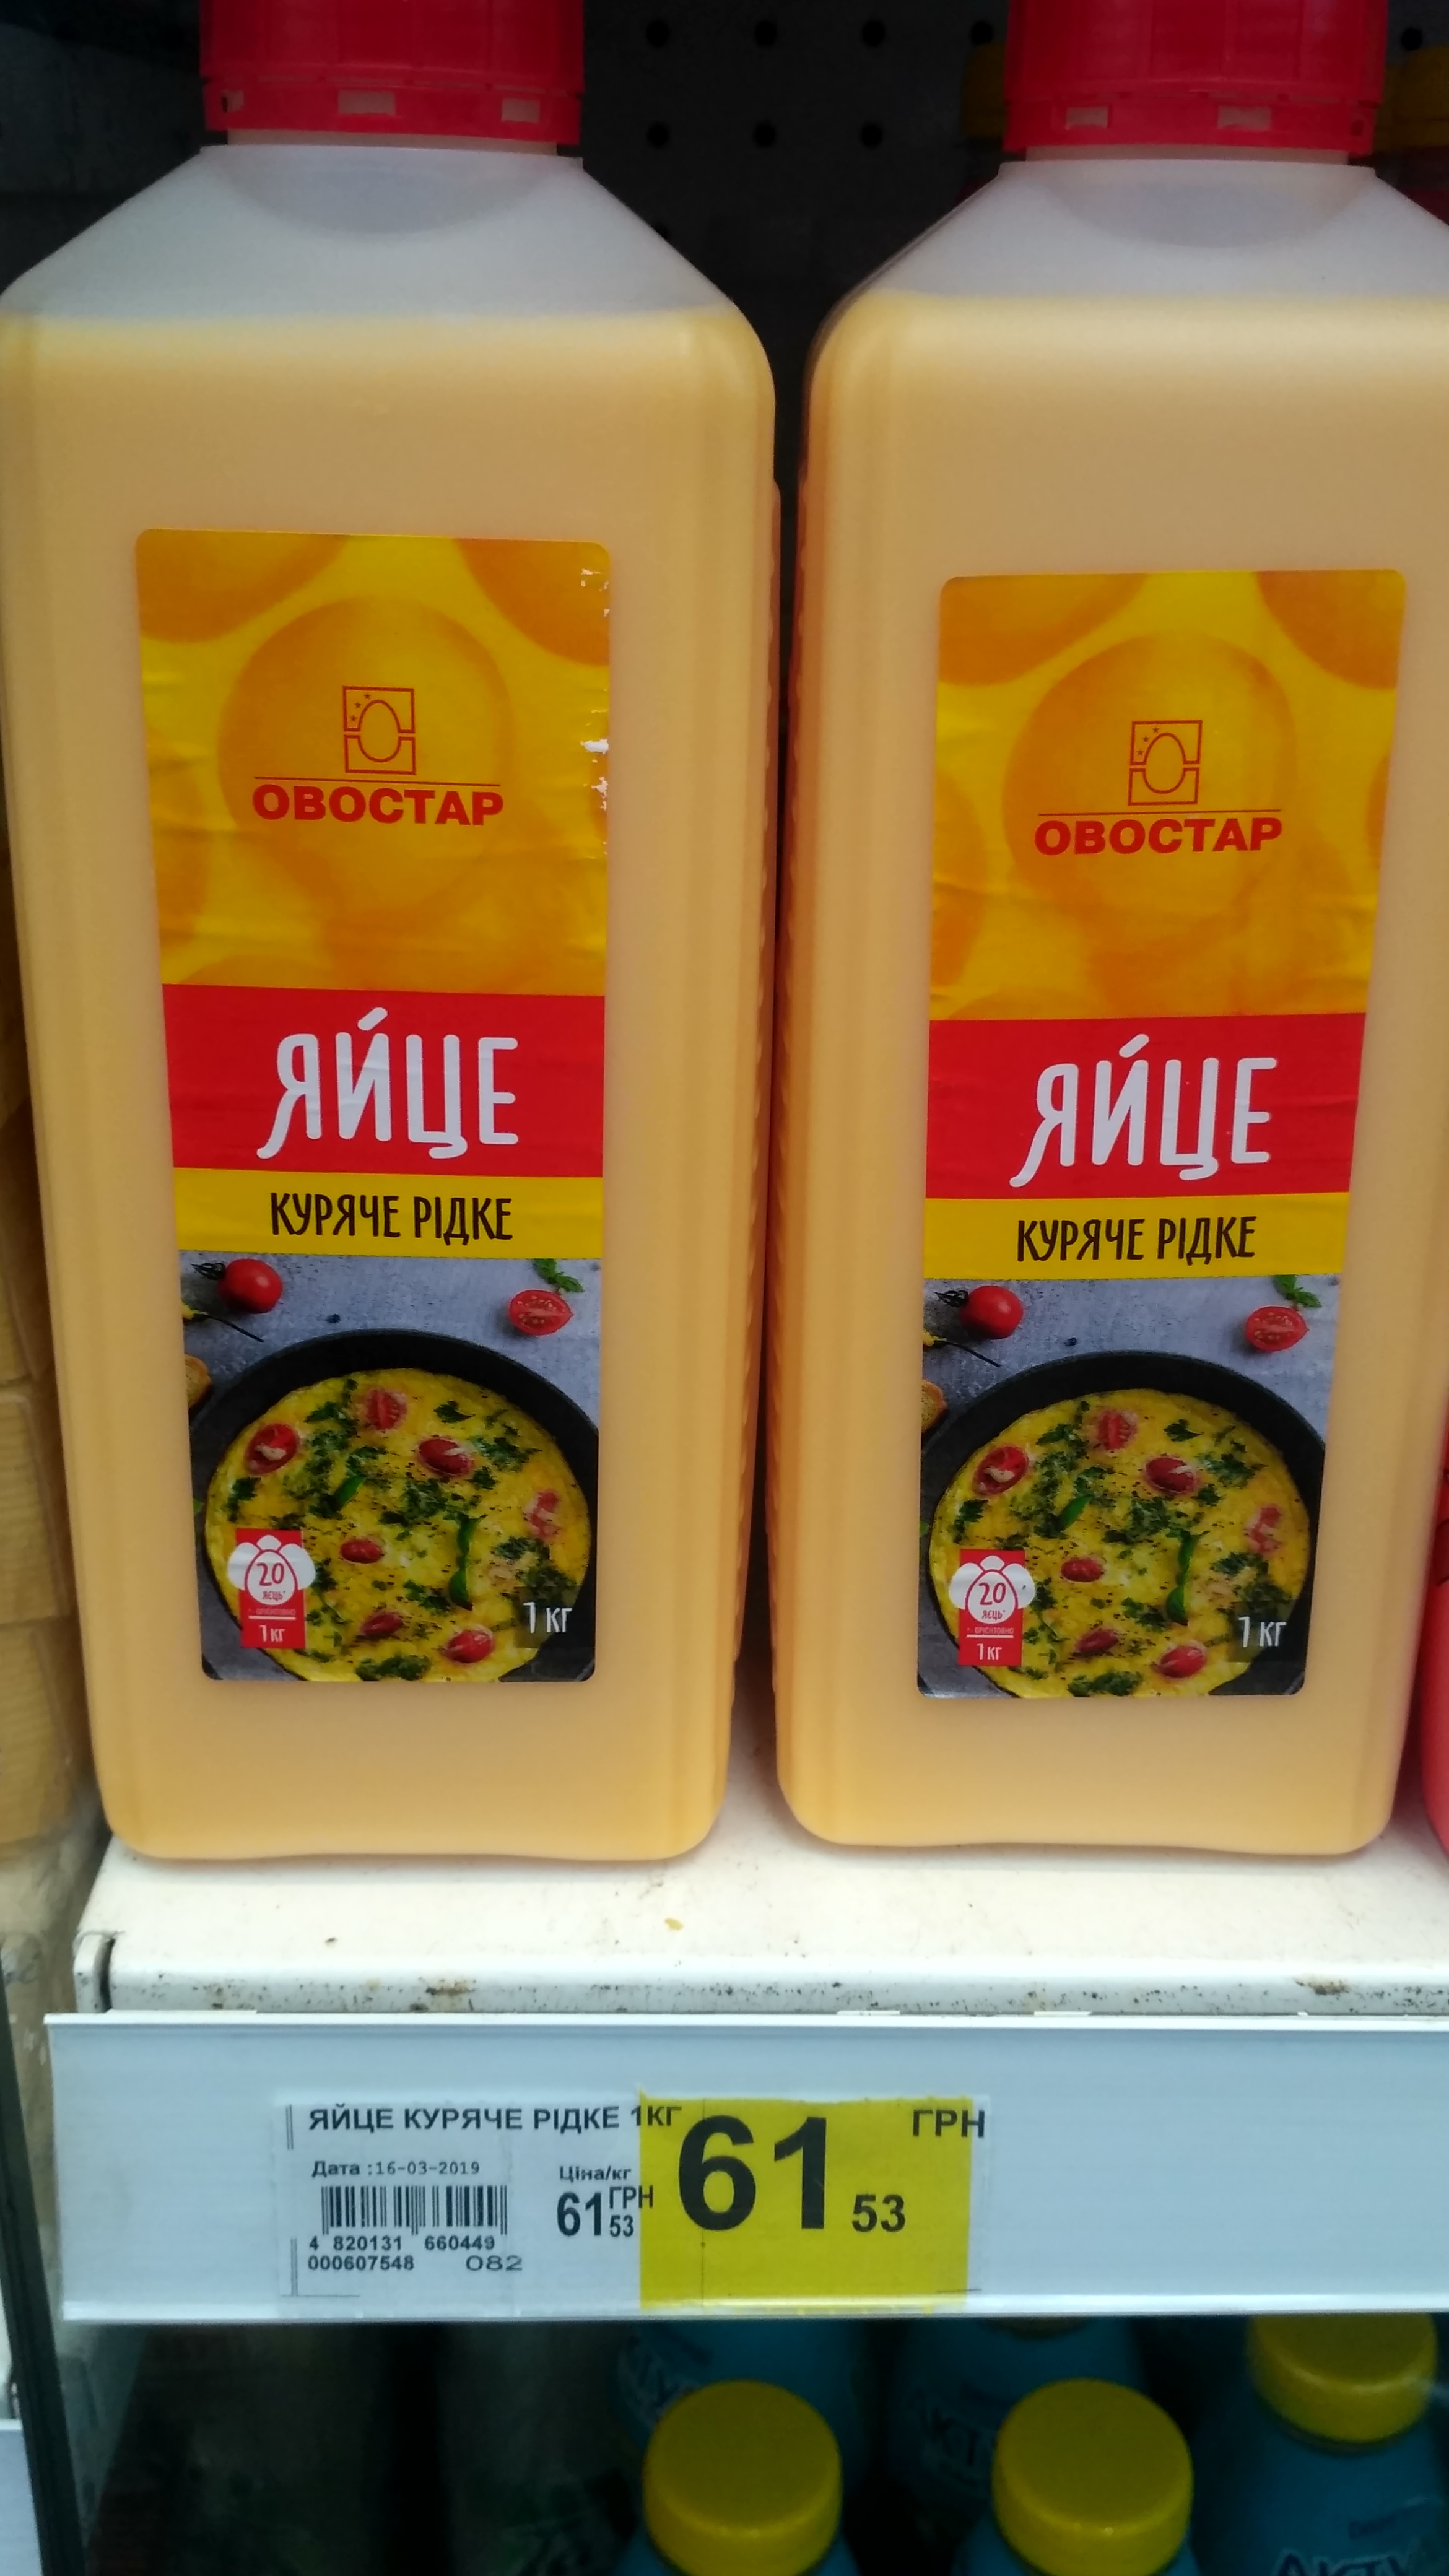 ОВОСТАР
ЯЙЦЕ
КУРЯЧЕ РІДКЕ
20
ЯЄЦЬ*
* - ОРІЄНТОВНО
1 КГ
1 КГ
ОВОСТАР
ЯЙЦЕ
КУРЯЧЕ РІДКЕ
20
ЯЄЦЬ*
* - ОРІЄНТОВНО
1 КГ
1 КГ
ЯЙЦЕ КУРЯЧЕ РІДКЕ 1КГ
Дата :16-03-2019
Ціна/кг
61 ГРН 53
4 820131 660449
000607548 082
61 53 ГРН